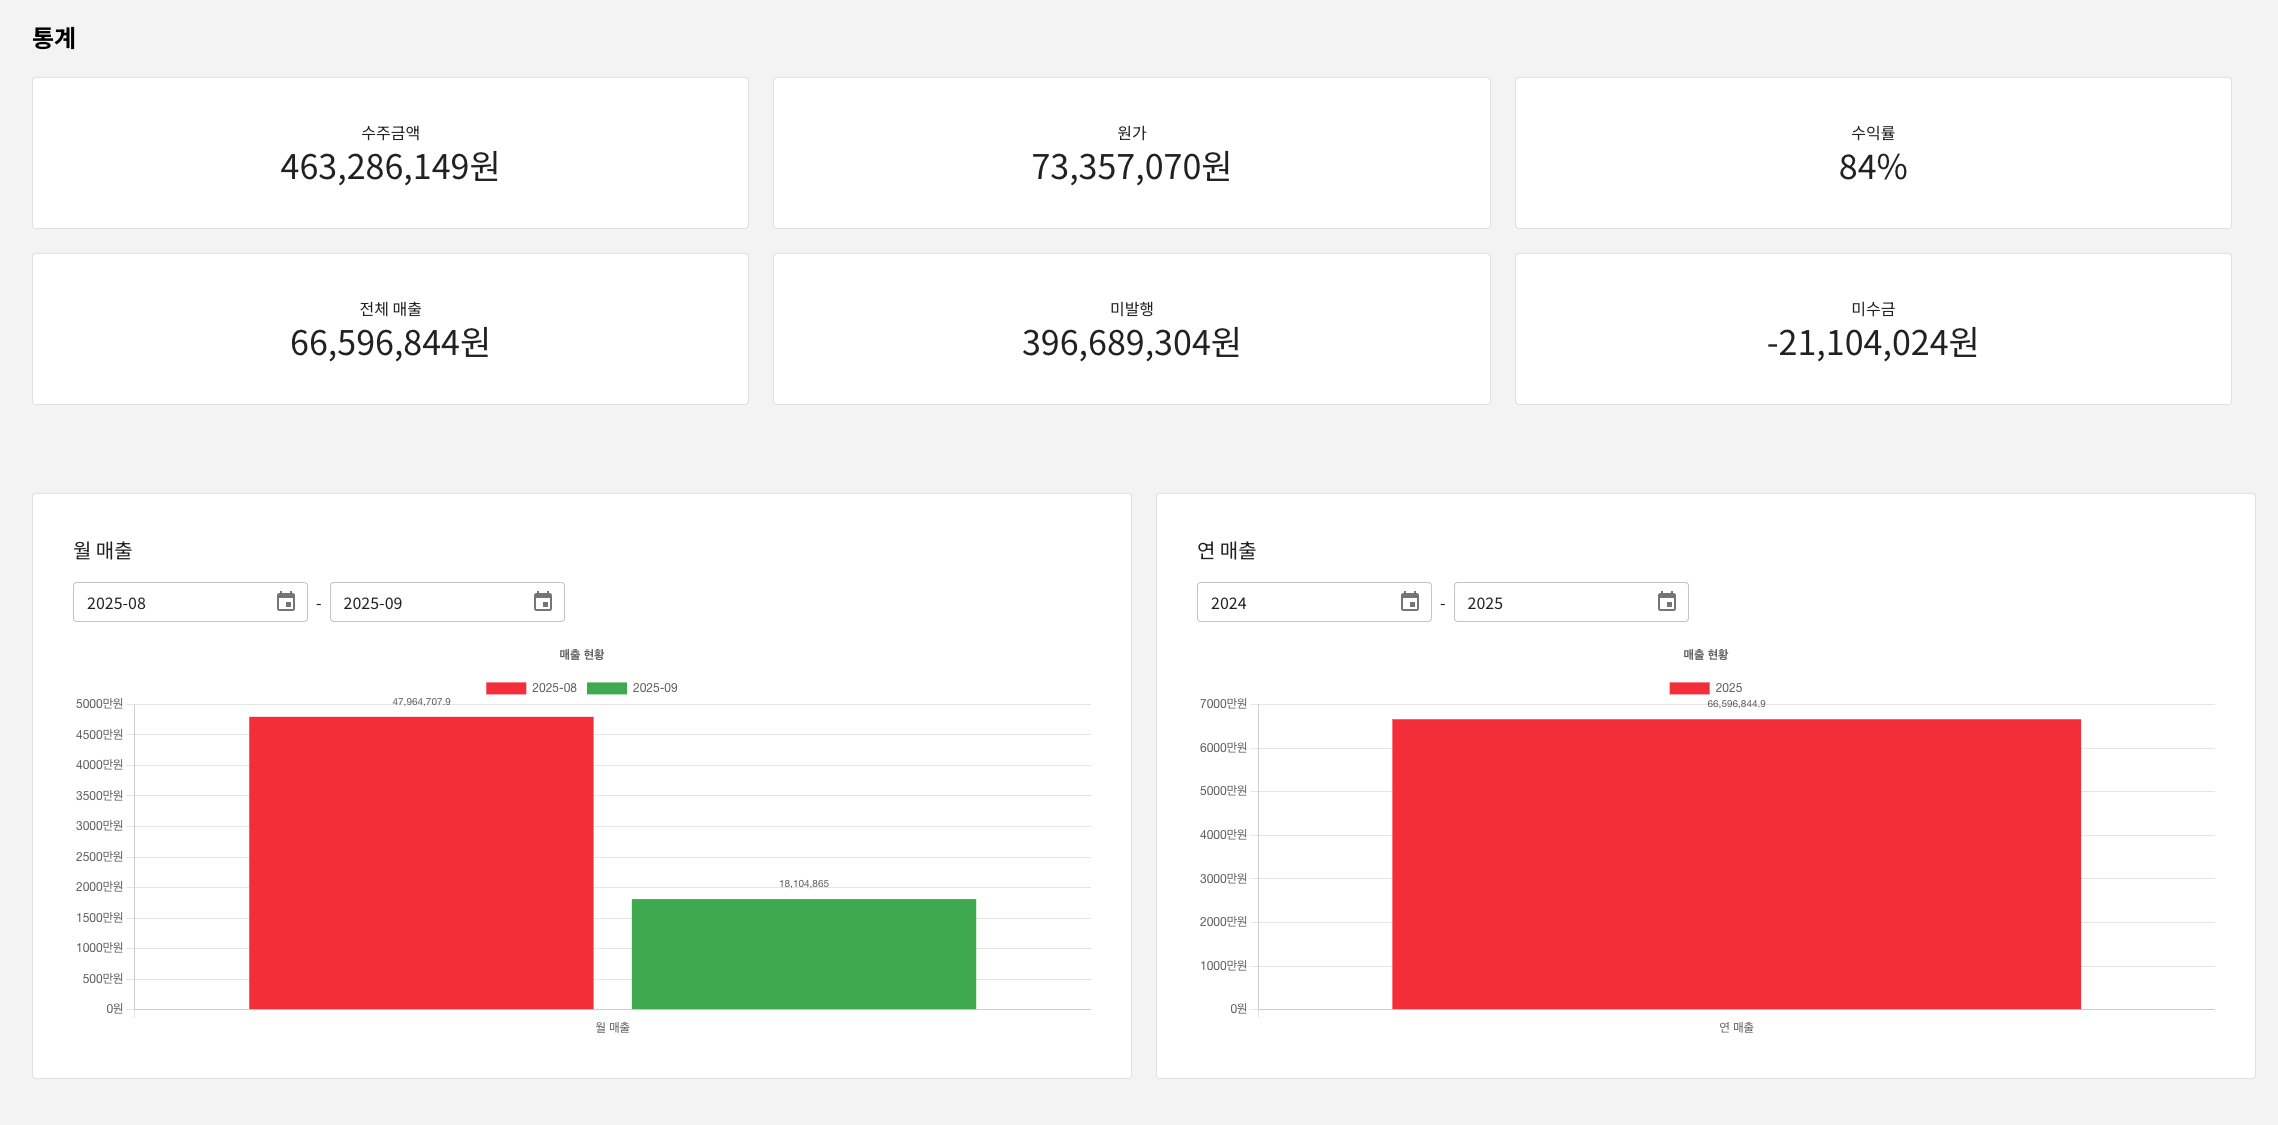 통계
수주금액
463,286,149원
원가
73,357,070원
수익률
84%
전체 매출
66,596,844원
미발행
396,689,304원
미수금
-21,104,024원
월 매출
2025-08 - 2025-09
매출 현황
2025-08 2025-09
5000만원
4500만원
4000만원
3500만원
3000만원
2500만원
2000만원
1500만원
1000만원
500만원
0원
47,964,707.9
18,104,865
월 매출
연 매출
2024 - 2025
매출 현황
2025
7000만원
6000만원
5000만원
4000만원
3000만원
2000만원
1000만원
0원
66,596,844.9
연 매출